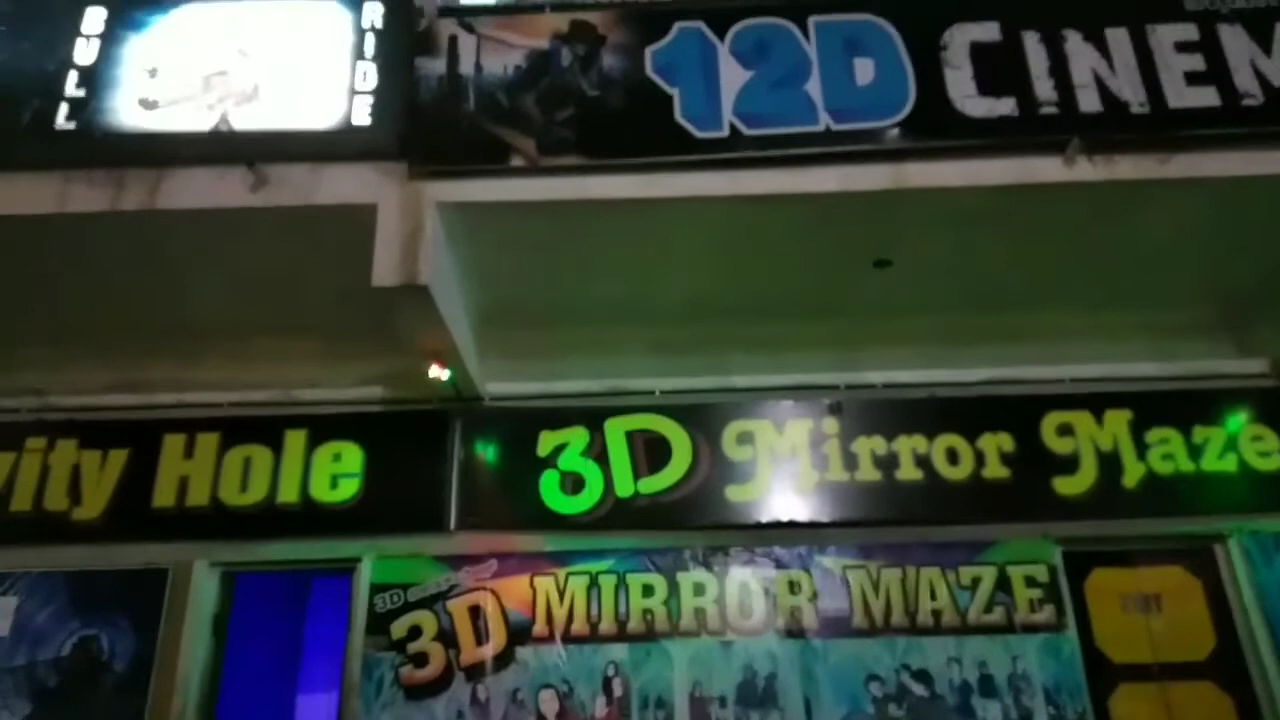 BULL RIDE
12D CINEM
vity Hole
3D Mirror Maze
3D MIRROR MAZE